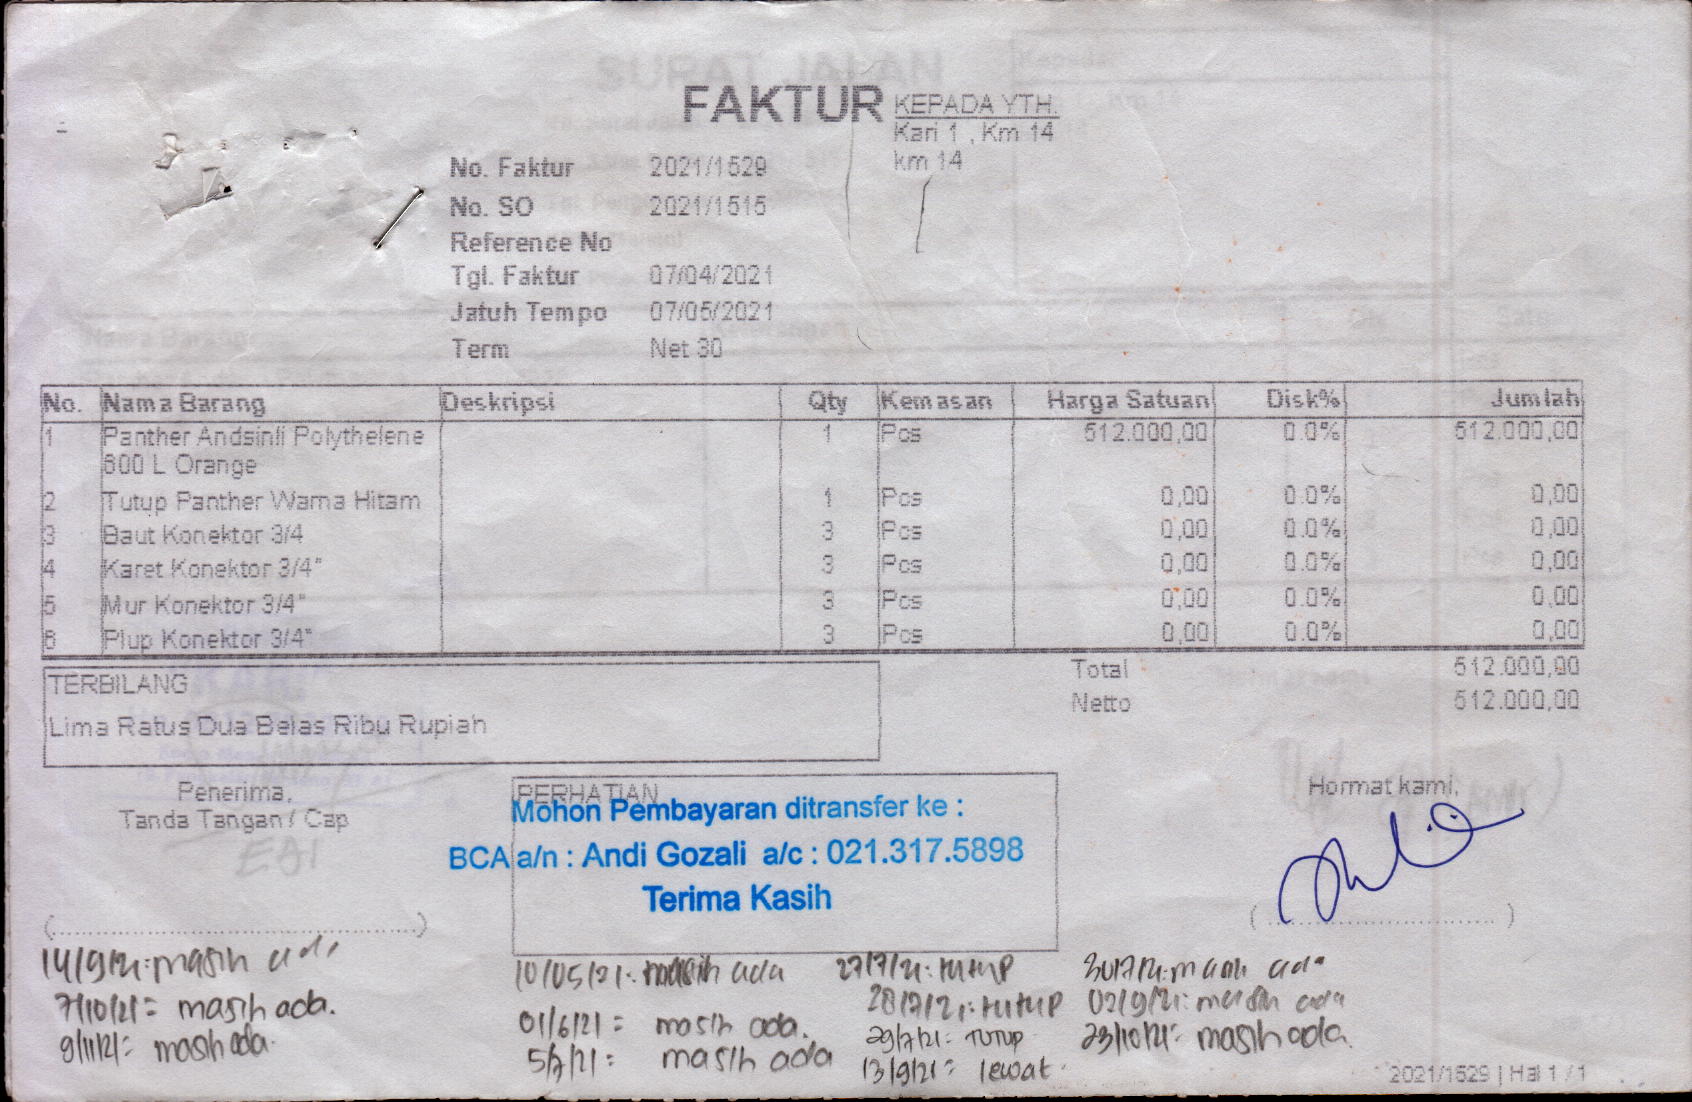 FAKTUR
KEPADA YTH.
Kari 1 , Km 14
km 14
No. Faktur 2021/1529
No. SO 2021/1515
Reference No
Tgl. Faktur 07/04/2021
Jatuh Tempo 07/05/2021
Term Net 30
No. Nama Barang Deskripsi Qty Kemasan Harga Satuan Disk% Jumlah
1 Panther Andsinfi Polythelene 1 Pcs 512.000,00 0.0% 512.000,00
600 L Orange
2 Tutup Panther Warna Hitam 1 Pcs 0,00 0.0% 0,00
3 Baut Konektor 3/4 3 Pcs 0,00 0.0% 0,00
4 Karet Konektor 3/4" 3 Pcs 0,00 0.0% 0,00
5 Mur Konektor 3/4" 3 Pcs 0,00 0.0% 0,00
6 Plup Konektor 3/4" 3 Pcs 0,00 0.0% 0,00
Total 512.000,00
Netto 512.000,00
TERBILANG
Lima Ratus Dua Belas Ribu Rupiah
Penerima,
Tanda Tangan / Cap
PERHATIAN
Mohon Pembayaran ditransfer ke :
BCA a/n : Andi Gozali a/c : 021.317.5898
Terima Kasih
Hormat kami,
14/9/21: masih ada
7/10/21: masih ada.
9/11/21: masih ada.
10/05/21: masih ada
01/6/21: masih ada.
5/7/21: masih ada
27/7/21: tutup
28/7/21: tutup
29/7/21: TUTUP
13/9/21: lewat.
masih ada
02/9/21: masih ada
23/10/21: masih ada.
2021/1529 | Hal 1 / 1